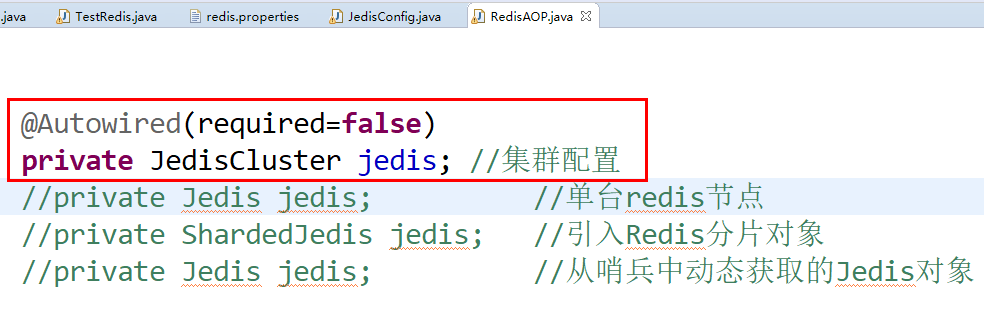 .java TestRedis.java redis.properties JedisConfig.java RedisAOP.java
@Autowired(required=false)
private JedisCluster jedis; //集群配置
//private Jedis jedis; //单台redis节点
//private ShardedJedis jedis; //引入Redis分片对象
//private Jedis jedis; //从哨兵中动态获取的Jedis对象